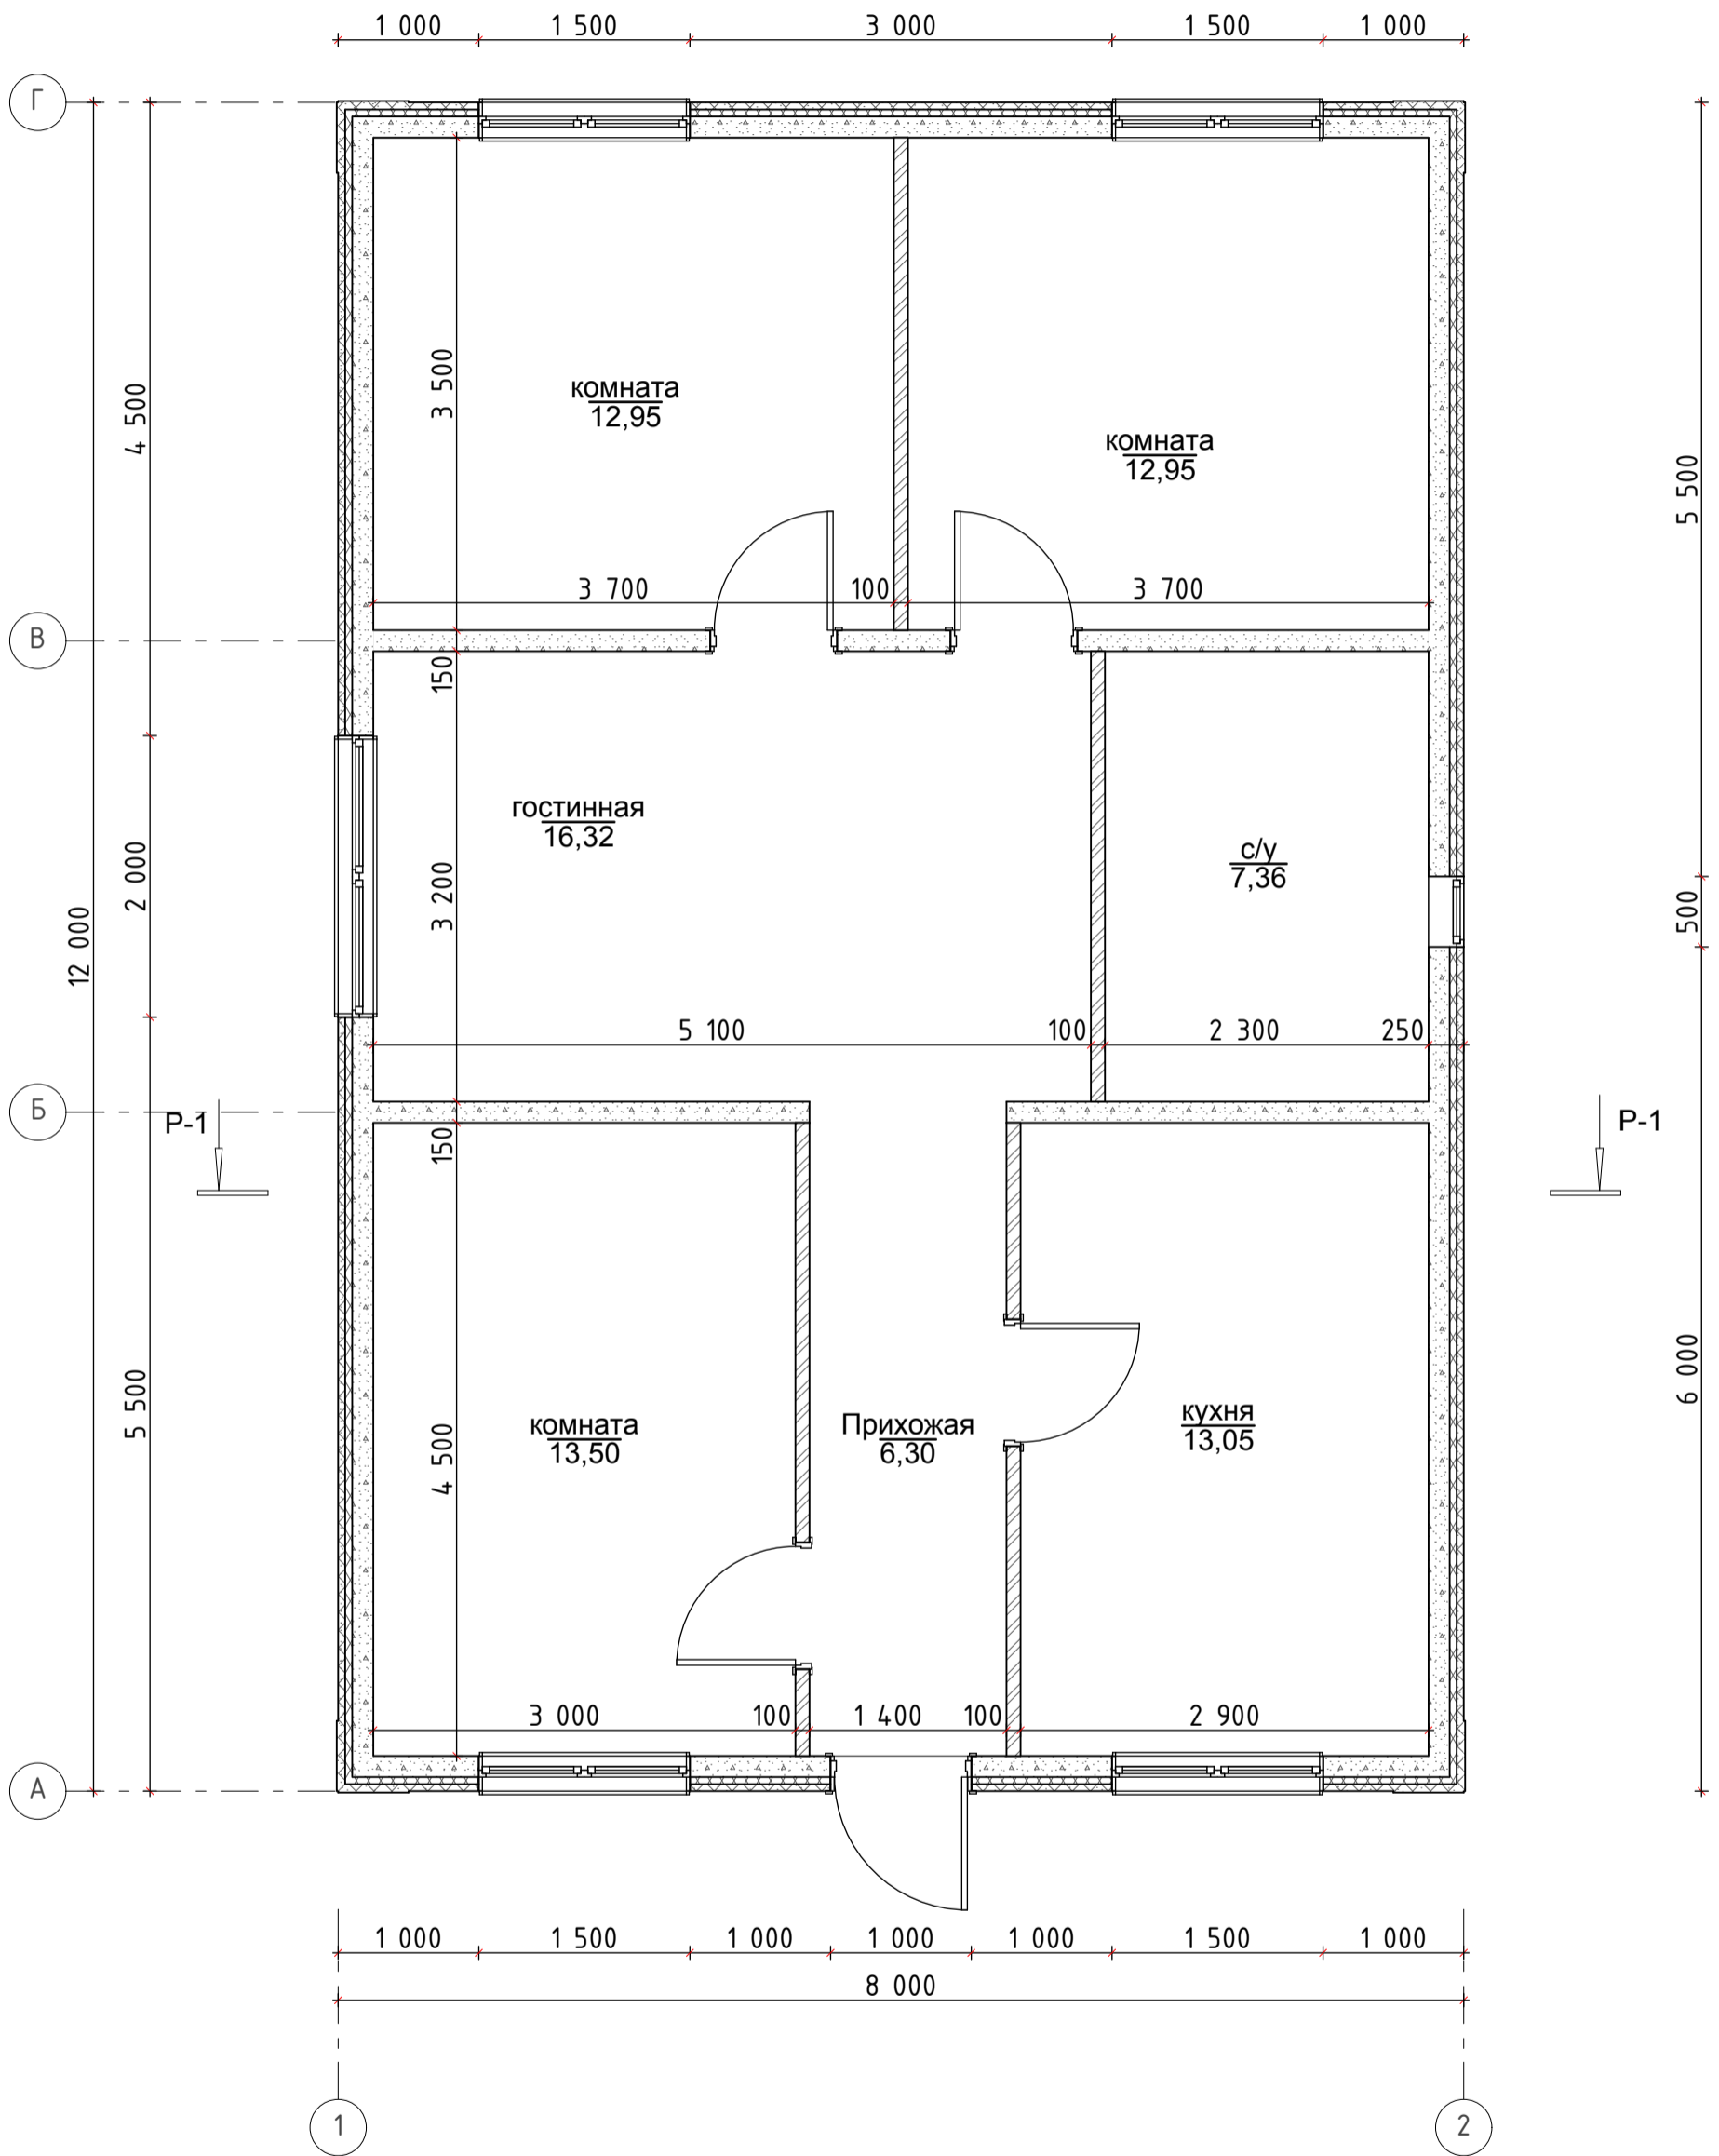 1 000 1 500 3 000 1 500 1 000
Г
4 500
3 500
комната
12,95
комната
12,95
5 500
3 700 100 3 700
В
150
гостинная
16,32
с/у
7,36
12 000
2 000
3 200
500
5 100 100 2 300 250
Б
Р-1
150
Р-1
5 500
4 500
6 000
комната
13,50
Прихожая
6,30
кухня
13,05
3 000 100 1 400 100 2 900
А
1 000 1 500 1 000 1 000 1 000 1 500 1 000
8 000
1 2